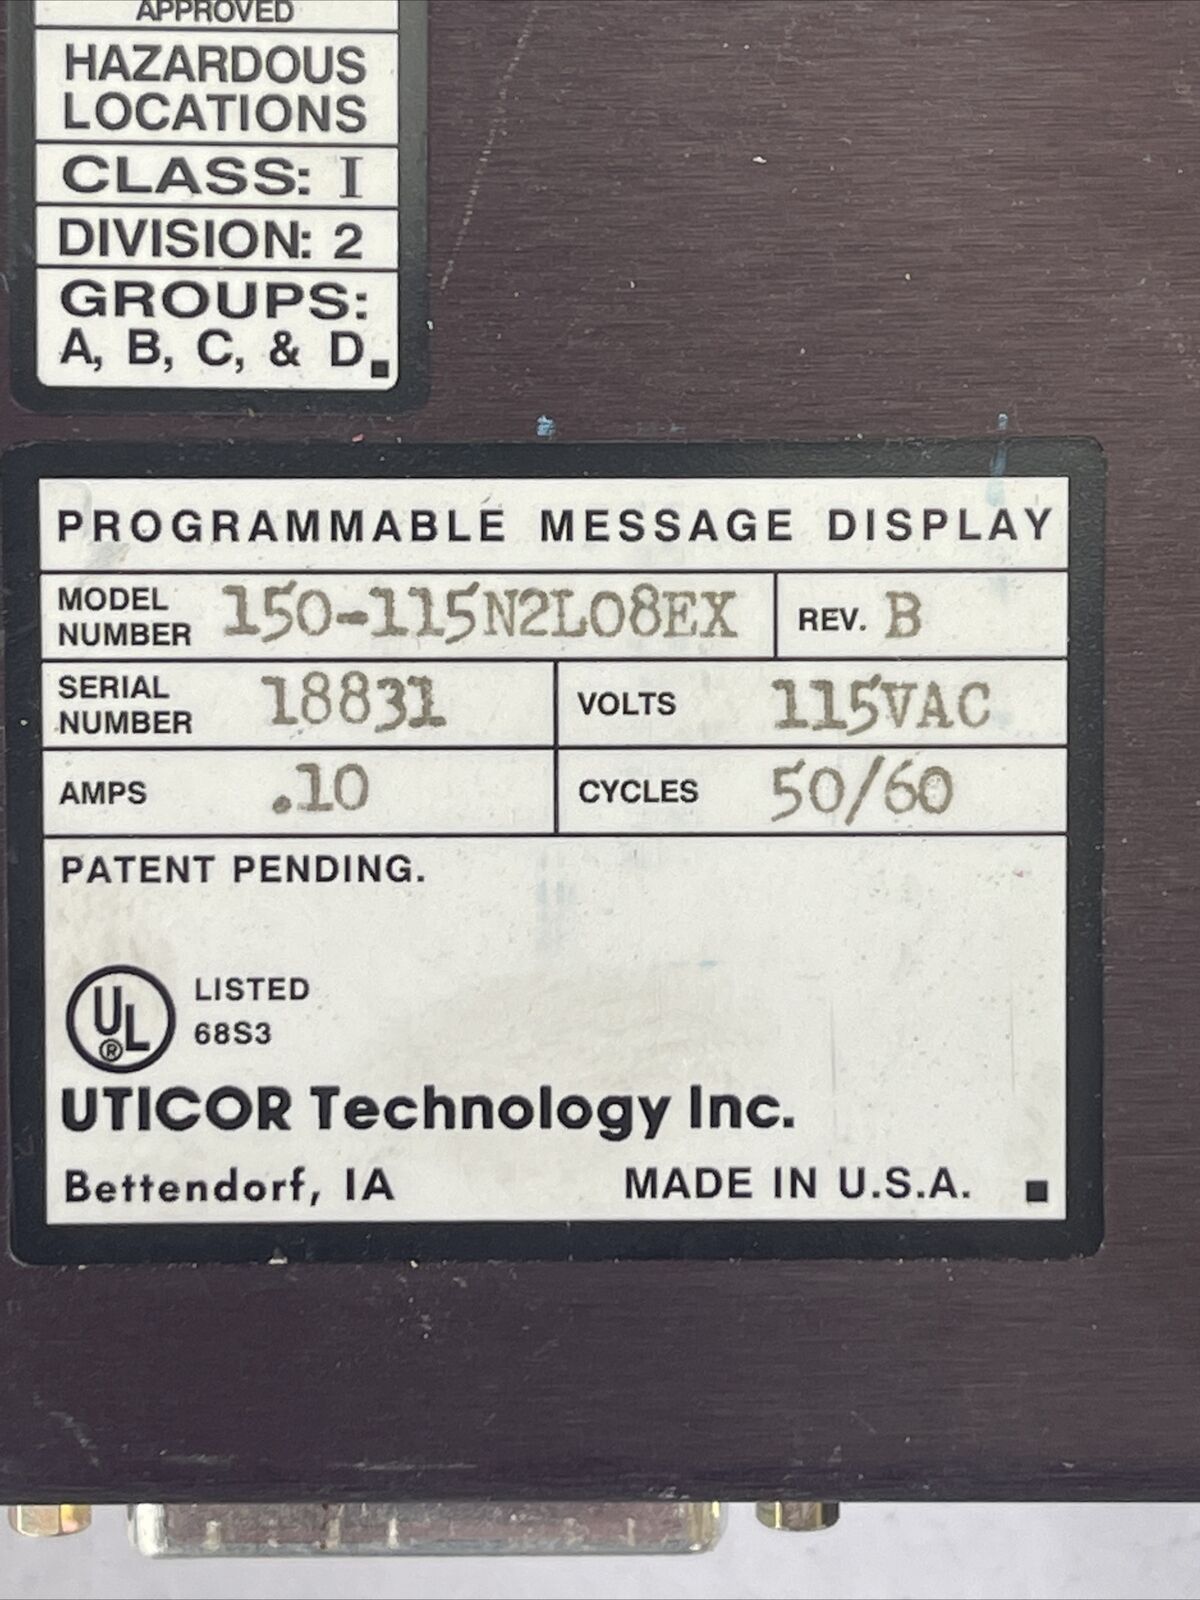 APPROVED
HAZARDOUS
LOCATIONS
CLASS: I
DIVISION: 2
GROUPS:
A, B, C, & D
PROGRAMMABLE MESSAGE DISPLAY
MODEL NUMBER 150-115N2L08EX REV. B
SERIAL NUMBER 18831 VOLTS 115VAC
AMPS .10 CYCLES 50/60
PATENT PENDING.
UL ® LISTED
68S3
UTICOR Technology Inc.
Bettendorf, IA MADE IN U.S.A.